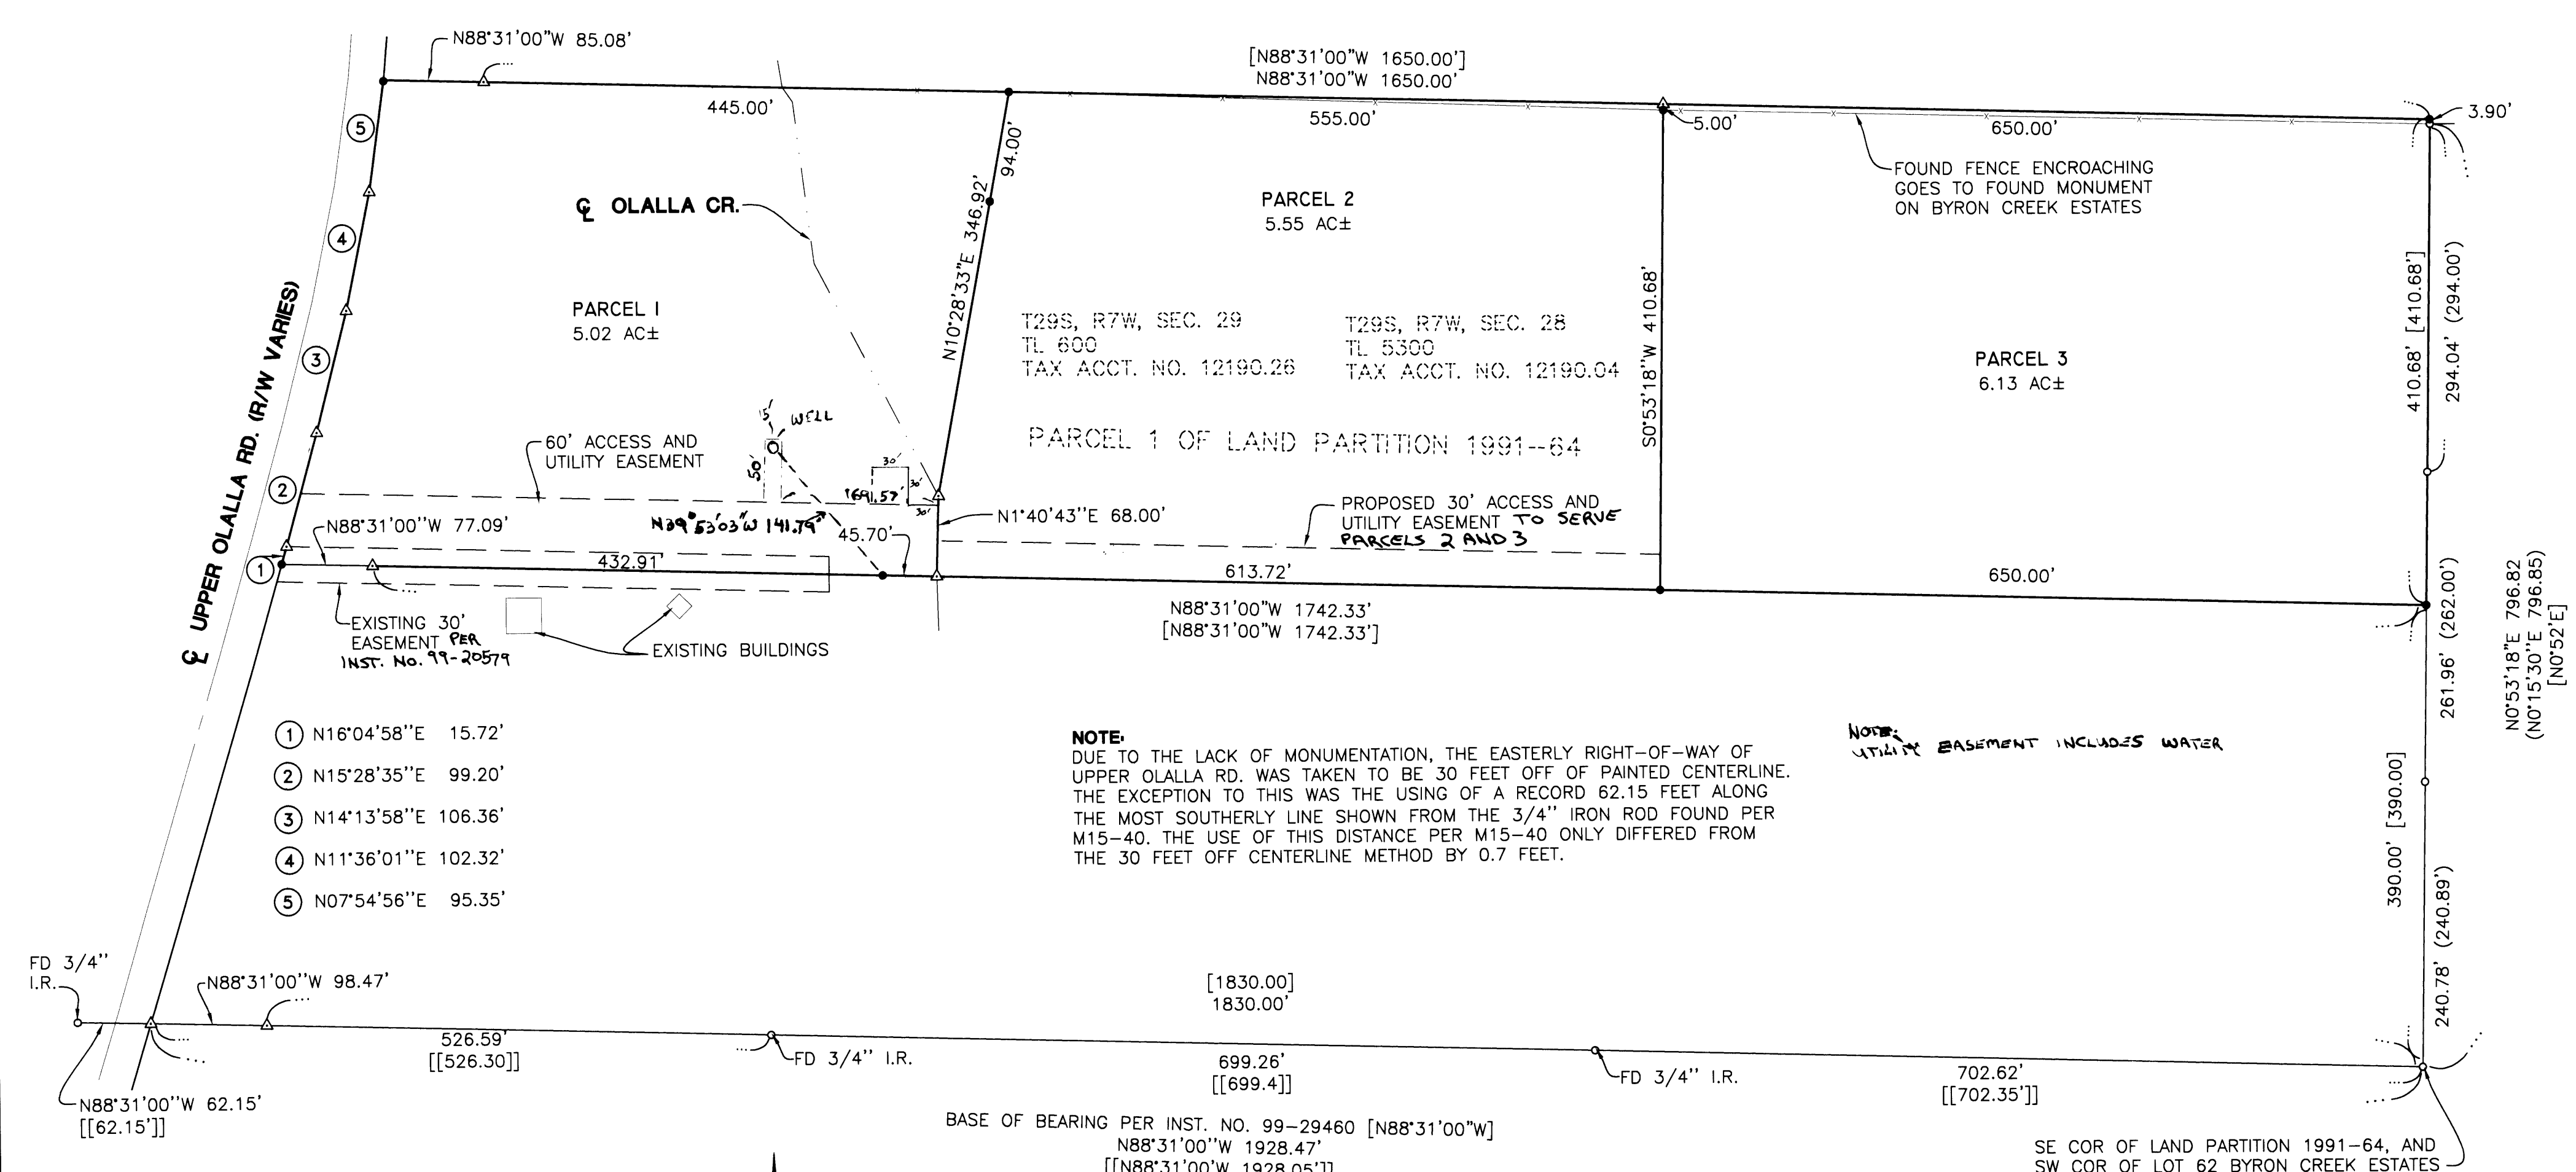 N88°31'00"W 85.08'
[N88°31'00"W 1650.00']
N88°31'00"W 1650.00'
445.00'
555.00'
5.00'
650.00'
3.90'
⑤
94.00'
FOUND FENCE ENCROACHING
GOES TO FOUND MONUMENT
ON BYRON CREEK ESTATES
℄ OLALLA CR.
PARCEL 2
5.55 AC±
④
N10°28'33"E 346.92'
PARCEL I
5.02 AC±
③
T29S, R7W, SEC. 29
TL 600
TAX ACCT. NO. 12190.26
T29S, R7W, SEC. 28
TL 5300
TAX ACCT. NO. 12190.04
S0°53'18"W 410.68'
PARCEL 3
6.13 AC±
410.68' [410.68']
294.04' (294.00')
℄ UPPER OLALLA RD. (R/W VARIES)
PARCEL 1 OF LAND PARTITION 1991--64
15'
WELL
50'
60' ACCESS AND
UTILITY EASEMENT
30'
30'
30'
1691.57'
②
N39°53'03"W 141.79'
N88°31'00"W 77.09'
45.70'
N1°40'43"E 68.00'
PROPOSED 30' ACCESS AND
UTILITY EASEMENT TO SERVE
PARCELS 2 AND 3
①
432.91'
613.72'
650.00'
N88°31'00"W 1742.33'
[N88°31'00"W 1742.33']
EXISTING 30'
EASEMENT PER
INST. NO. 99-20579
EXISTING BUILDINGS
261.96' (262.00')
N0°53'18"E 796.82
(N0°15'30"E 796.85)
[N0°52'E]
① N16°04'58''E 15.72'
② N15°28'35''E 99.20'
③ N14°13'58''E 106.36'
④ N11°36'01''E 102.32'
⑤ N07°54'56''E 95.35'
NOTE:
DUE TO THE LACK OF MONUMENTATION, THE EASTERLY RIGHT-OF-WAY OF
UPPER OLALLA RD. WAS TAKEN TO BE 30 FEET OFF OF PAINTED CENTERLINE.
THE EXCEPTION TO THIS WAS THE USING OF A RECORD 62.15 FEET ALONG
THE MOST SOUTHERLY LINE SHOWN FROM THE 3/4'' IRON ROD FOUND PER
M15-40. THE USE OF THIS DISTANCE PER M15-40 ONLY DIFFERED FROM
THE 30 FEET OFF CENTERLINE METHOD BY 0.7 FEET.
NOTE:
UTILITY EASEMENT INCLUDES WATER
390.00' [390.00]
240.78' (240.89')
FD 3/4''
I.R.
N88°31'00''W 98.47'
[1830.00]
1830.00'
526.59'
[[526.30]]
FD 3/4'' I.R.
699.26'
[[699.4]]
FD 3/4'' I.R.
702.62'
[[702.35']]
N88°31'00''W 62.15'
[[62.15']]
BASE OF BEARING PER INST. NO. 99-29460 [N88°31'00"W]
N88°31'00''W 1928.47'
[[N88°31'00'W 1928.05']]
SE COR OF LAND PARTITION 1991-64, AND
SW COR OF LOT 62 BYRON CREEK ESTATES